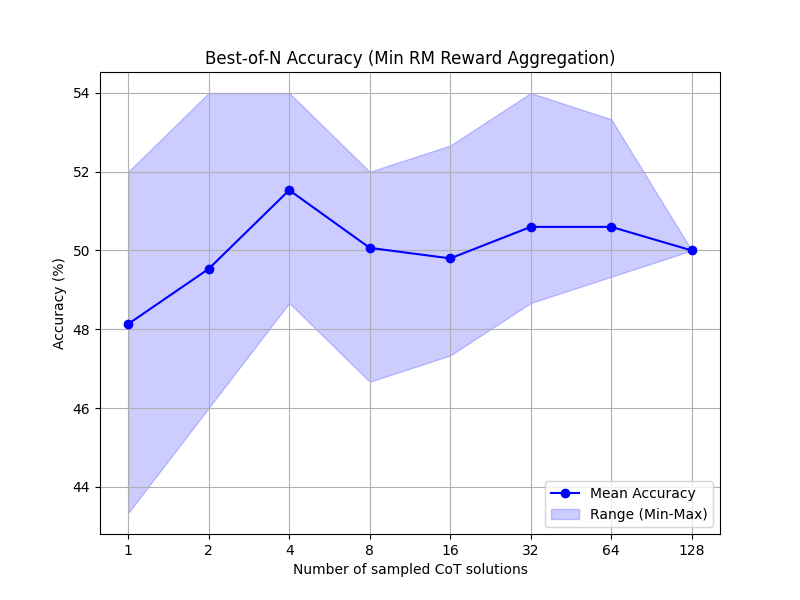 Best-of-N Accuracy (Min RM Reward Aggregation)
Accuracy (%)
54
52
50
48
46
44
1 2 4 8 16 32 64 128
Number of sampled CoT solutions
Mean Accuracy
Range (Min-Max)